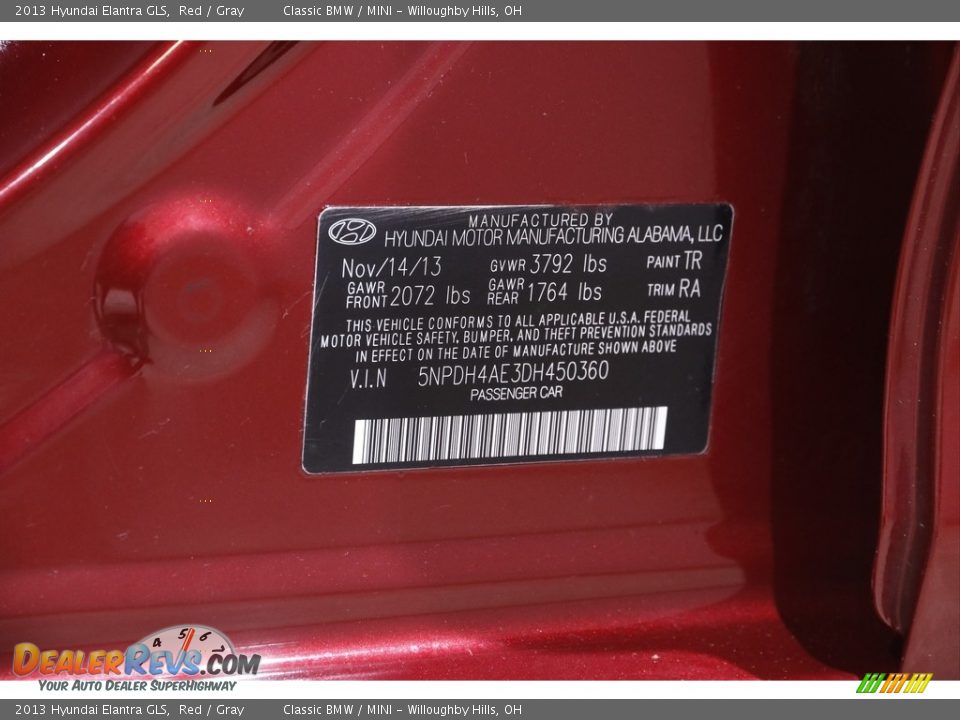 2013 Hyundai Elantra GLS, Red / Gray Classic BMW / MINI - Willoughby Hills, OH
MANUFACTURED BY
HYUNDAI MOTOR MANUFACTURING ALABAMA, LLC
Nov/14/13 GVWR 3792 lbs PAINT TR
GAWR FRONT 2072 lbs GAWR REAR 1764 lbs TRIM RA
THIS VEHICLE CONFORMS TO ALL APPLICABLE U.S.A. FEDERAL
MOTOR VEHICLE SAFETY, BUMPER, AND THEFT PREVENTION STANDARDS
IN EFFECT ON THE DATE OF MANUFACTURE SHOWN ABOVE
V.I.N 5NPDH4AE3DH450360
PASSENGER CAR
4 5 6
DEALERREVS.COM
YOUR AUTO DEALER SUPERHIGHWAY
2013 Hyundai Elantra GLS, Red / Gray Classic BMW / MINI - Willoughby Hills, OH